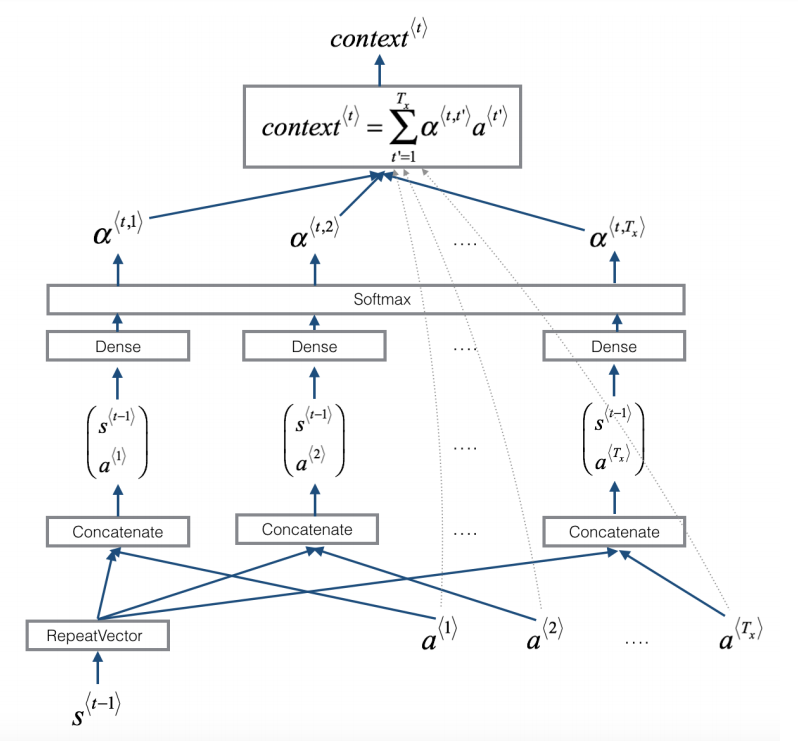 context⟨t⟩
context⟨t⟩ = ∑_{t'=1}^{Tₓ} α⟨t,t'⟩ a⟨t'⟩
α⟨t,1⟩ α⟨t,2⟩ .... α⟨t,Tₓ⟩
Softmax
Dense Dense .... Dense
(s⟨t−1⟩ (s⟨t−1⟩ (s⟨t−1⟩
a⟨1⟩) a⟨2⟩) .... a⟨Tₓ⟩)
Concatenate Concatenate .... Concatenate
RepeatVector a⟨1⟩ a⟨2⟩ .... a⟨Tₓ⟩
s⟨t−1⟩